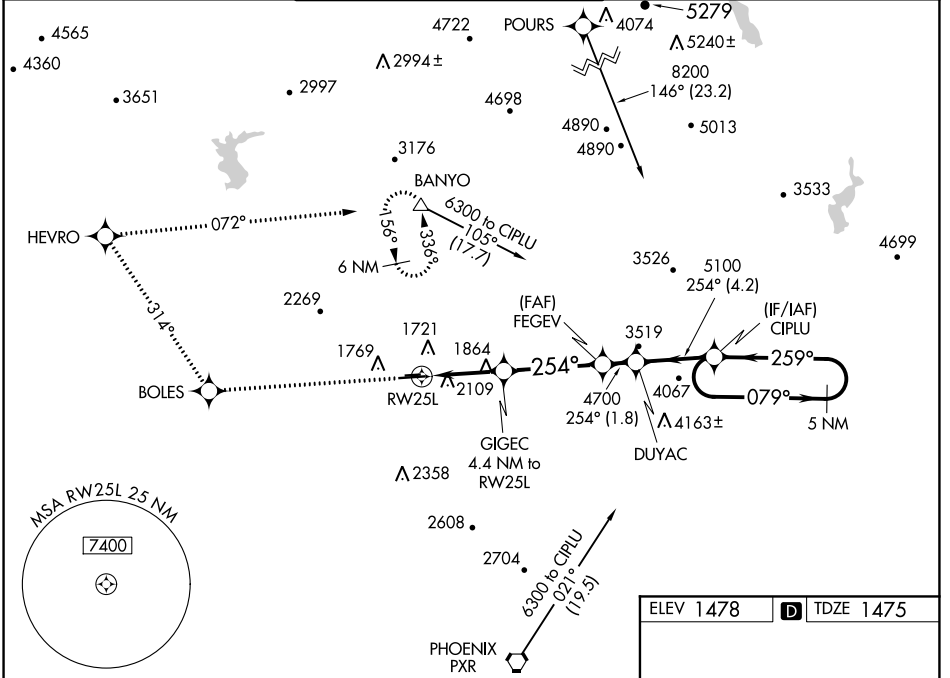 4565
4360
3651
2997
2994±
4722
4698
POURS
4074
5279
5240±
8200
146° (23.2)
4890
4890
5013
3533
4699
3176
BANYO
HEVRO
072°
156°
336°
6 NM
6300 to CIPLU
105°
(17.7)
3526
5100
254° (4.2)
(IF/IAF)
CIPLU
(FAF)
FEGEV
3519
314°
2269
1721
1769
1864
254°
259°
079°
BOLES
RW25L
2109
4700
254° (1.8)
4067
4163±
5 NM
GIGEC
4.4 NM to
RW25L
DUYAC
2358
MSA RW25L 25 NM
7400
2608
2704
6300 to CIPLU
021°
(19.5)
PHOENIX
PXR
ELEV 1478 D TDZE 1475